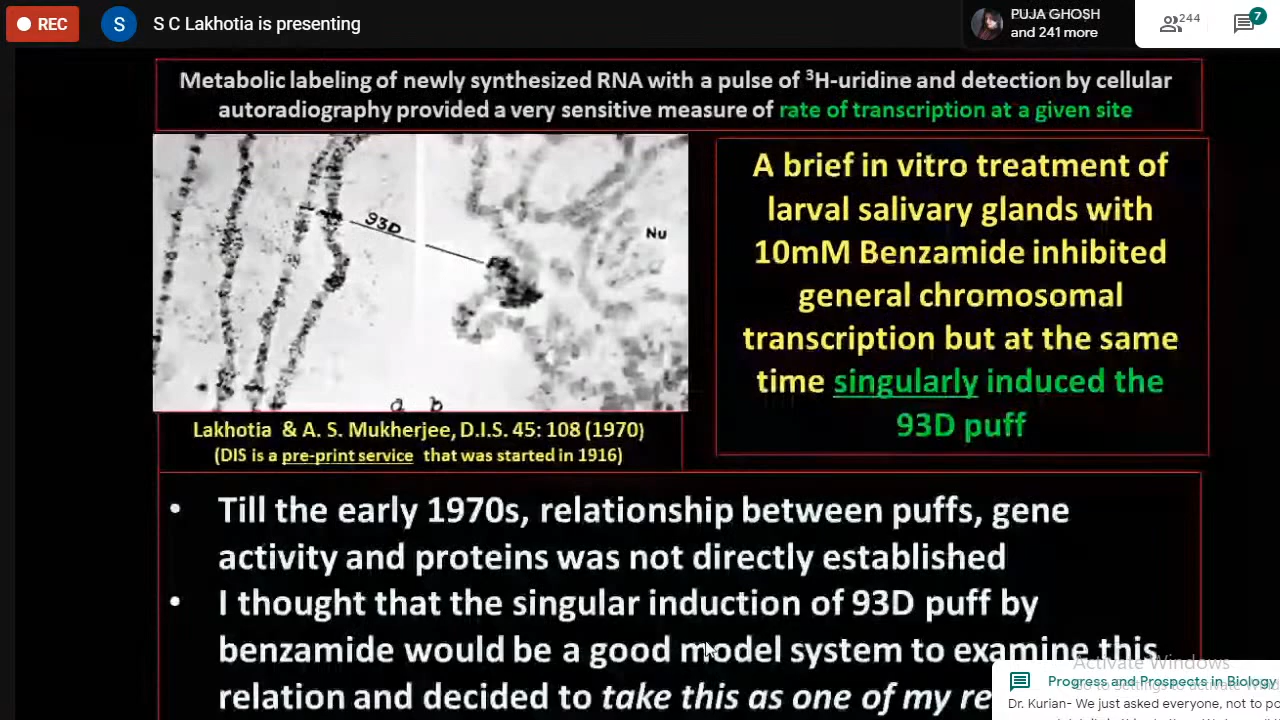 REC
S
S C Lakhotia is presenting
PUJA GHOSH
and 241 more
244
7
Metabolic labeling of newly synthesized RNA with a pulse of ³H-uridine and detection by cellular
autoradiography provided a very sensitive measure of rate of transcription at a given site
93D
Nu
a b
A brief in vitro treatment of
larval salivary glands with
10mM Benzamide inhibited
general chromosomal
transcription but at the same
time singularly induced the
93D puff
Lakhotia & A. S. Mukherjee, D.I.S. 45: 108 (1970)
(DIS is a pre-print service that was started in 1916)
• Till the early 1970s, relationship between puffs, gene
activity and proteins was not directly established
• I thought that the singular induction of 93D puff by
benzamide would be a good model system to examine this
relation and decided to take this as one of my re
Activate Windows
Progress and Prospects in Biology
Dr. Kurian- We just asked everyone, not to po